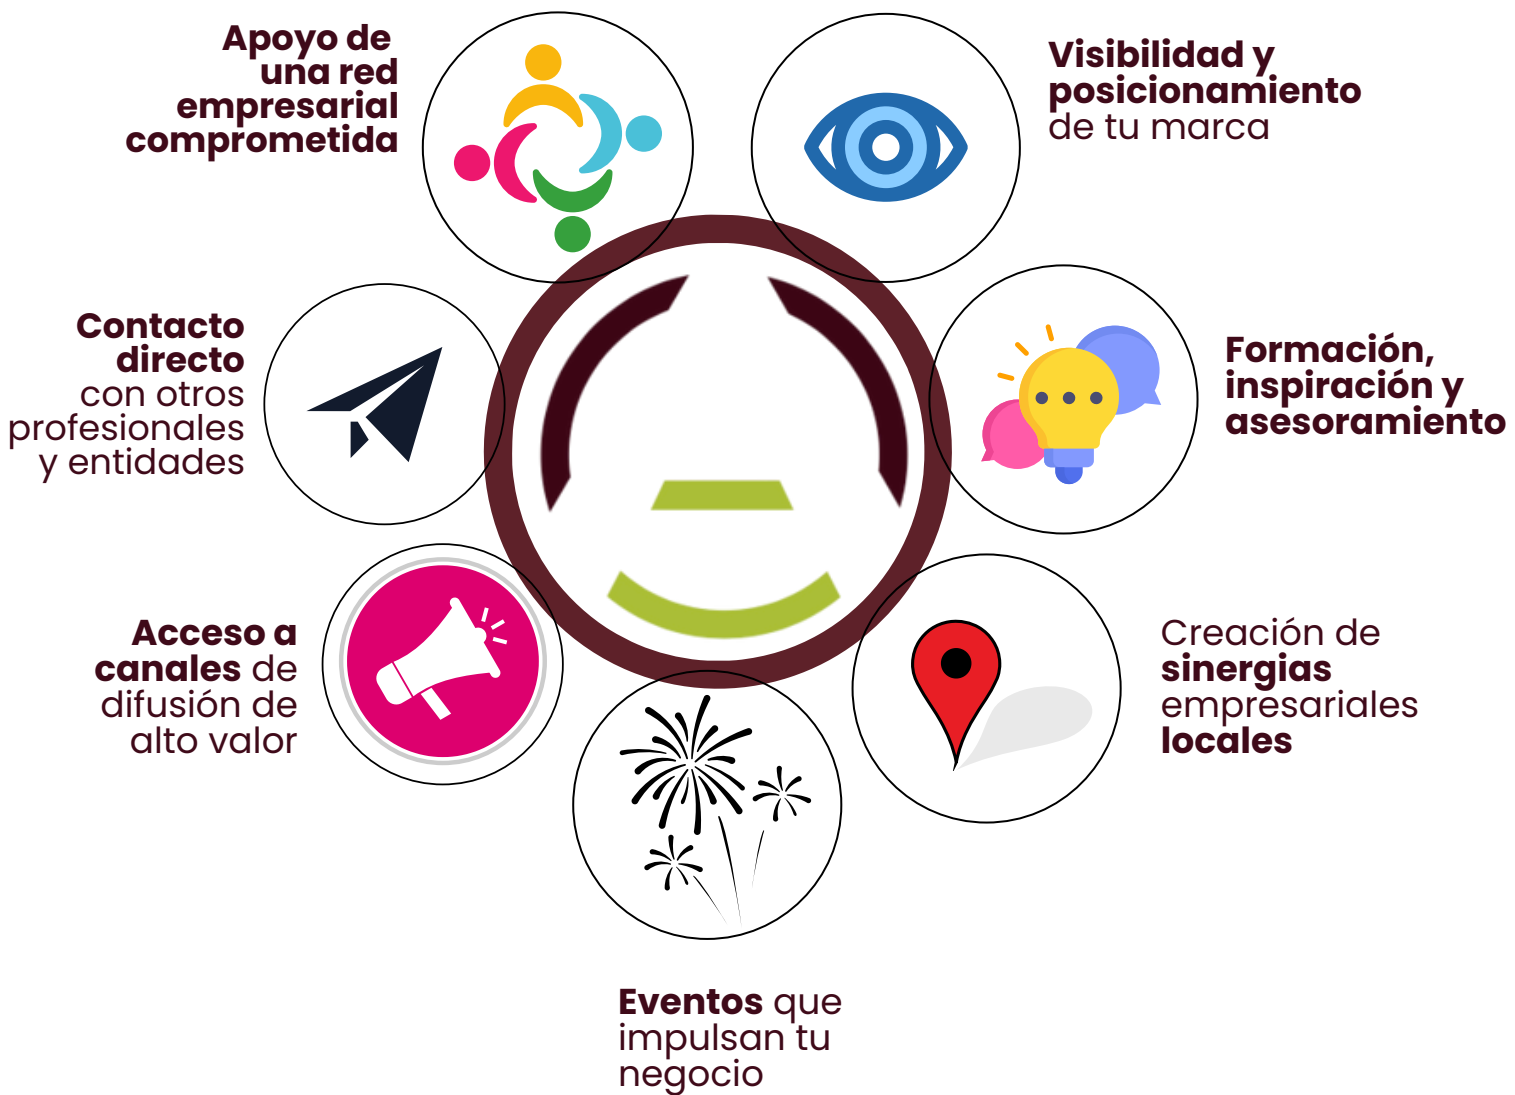 Apoyo de
una red
empresarial
comprometida
Visibilidad y
posicionamiento
de tu marca
Contacto
directo
con otros
profesionales
y entidades
Formación,
inspiración y
asesoramiento
Acceso a
canales de
difusión de
alto valor
Creación de
sinergias
empresariales
locales
Eventos que
impulsan tu
negocio